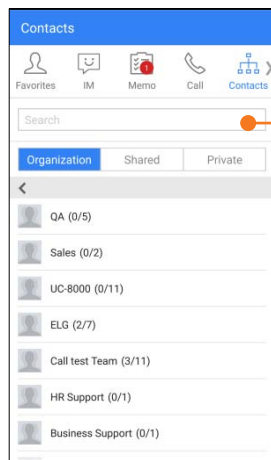 Contacts
Favorites IM Memo Call Contacts
1
Search
Organization Shared Private
QA (0/5)
Sales (0/2)
UC-8000 (0/11)
ELG (2/7)
Call test Team (3/11)
HR Support (0/1)
Business Support (0/1)